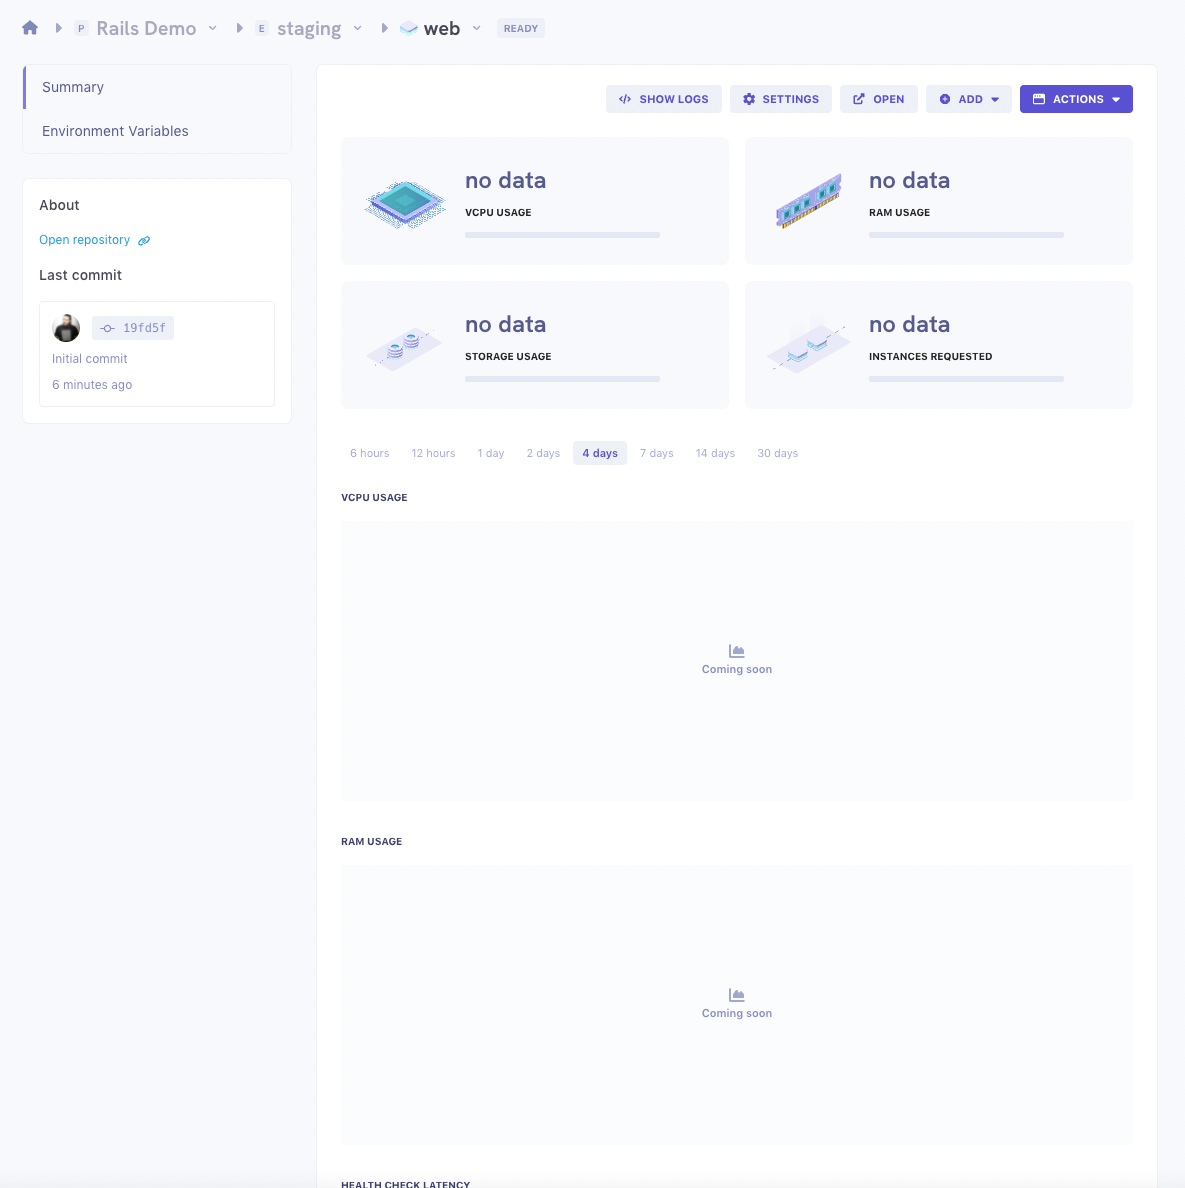 P Rails Demo E staging web READY
Summary
Environment Variables
About
Open repository
Last commit
19fd5f
Initial commit
6 minutes ago
SHOW LOGS SETTINGS OPEN ADD ACTIONS
no data
VCPU USAGE
no data
RAM USAGE
no data
STORAGE USAGE
no data
INSTANCES REQUESTED
6 hours 12 hours 1 day 2 days 4 days 7 days 14 days 30 days
VCPU USAGE
Coming soon
RAM USAGE
Coming soon
HEALTH CHECK LATENCY